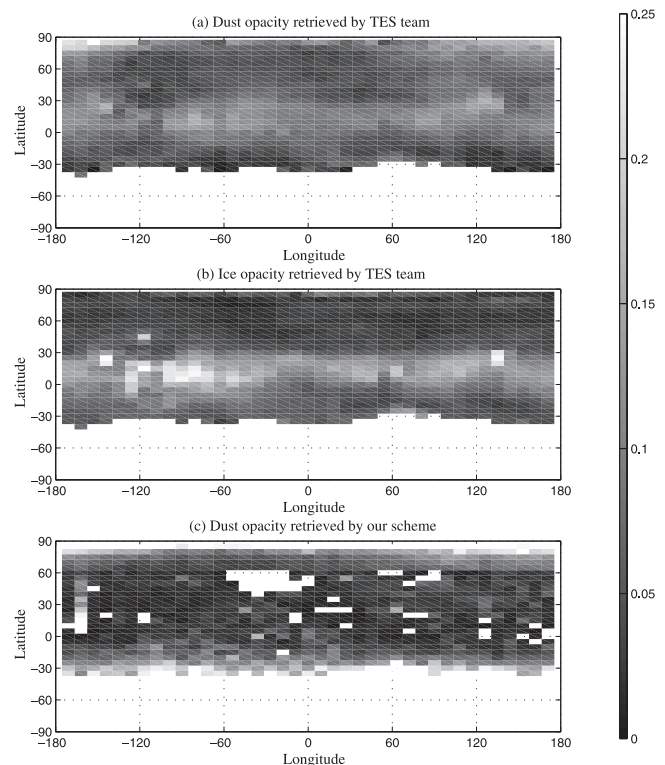 (a) Dust opacity retrieved by TES team
90
60
30
0
−30
−60
−90
Latitude
−180 −120 −60 0 60 120 180
Longitude
(b) Ice opacity retrieved by TES team
90
60
30
0
−30
−60
−90
Latitude
−180 −120 −60 0 60 120 180
Longitude
(c) Dust opacity retrieved by our scheme
90
60
30
0
−30
−60
−90
Latitude
−180 −120 −60 0 60 120 180
Longitude
0.25
0.2
0.15
0.1
0.05
0